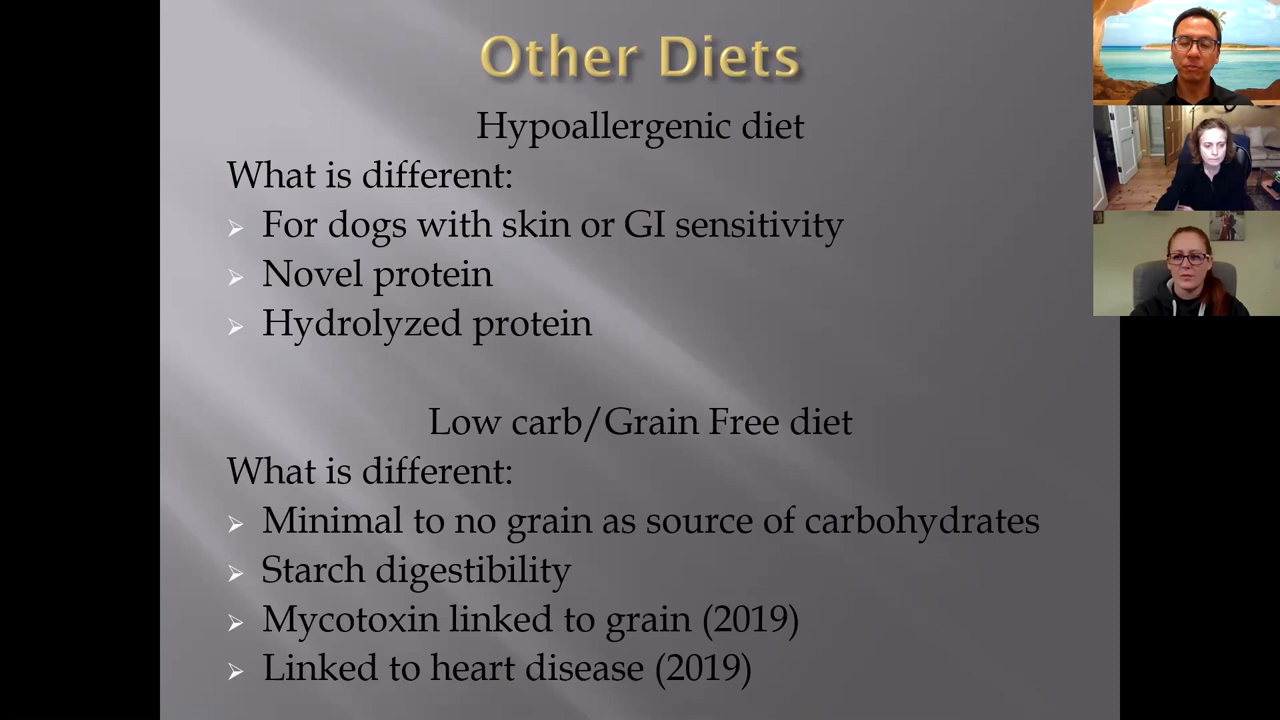 Other Diets
Hypoallergenic diet
What is different:
For dogs with skin or GI sensitivity
Novel protein
Hydrolyzed protein
Low carb/Grain Free diet
What is different:
Minimal to no grain as source of carbohydrates
Starch digestibility
Mycotoxin linked to grain (2019)
Linked to heart disease (2019)